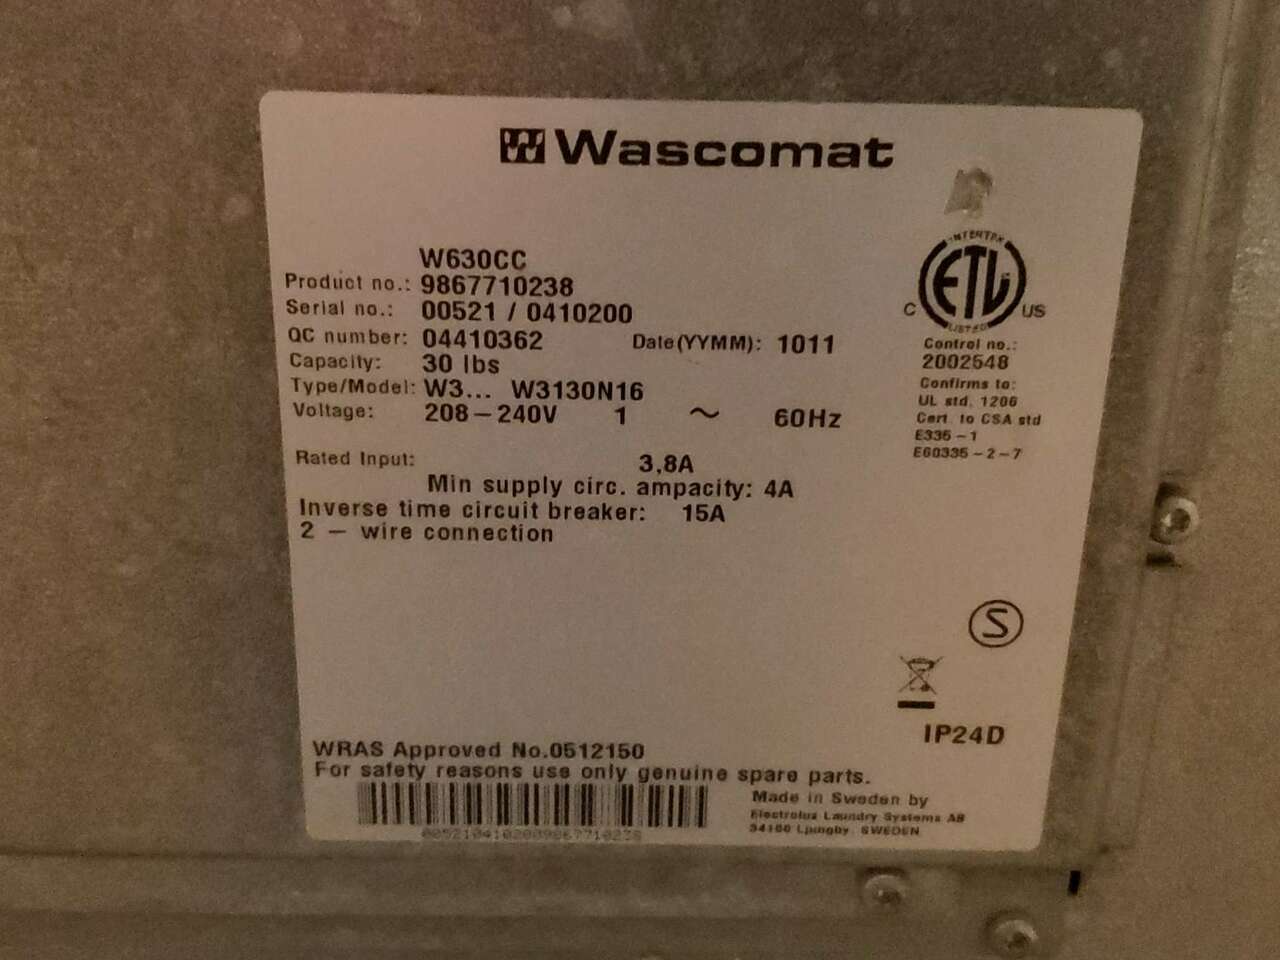 Wascomat
W630CC
Product no.: 9867710238
Serial no.: 00521 / 0410200
QC number: 04410362 Date(YYMM): 1011
Capacity: 30 lbs
Type/Model: W3... W3130N16
Voltage: 208-240V 1 ~ 60Hz
Rated Input: 3,8A
Min supply circ. ampacity: 4A
Inverse time circuit breaker: 15A
2 - wire connection
INTERTEK
ETL
C US
LISTED
Control no.:
2002548
Confirms to:
UL std. 1206
Cert. to CSA std
E335-1
E60335-2-7
S
IP24D
WRAS Approved No.0512150
For safety reasons use only genuine spare parts.
00521041020009867710238
Made in Sweden by
Electrolux Laundry Systems AB
34180 Ljungby, SWEDEN